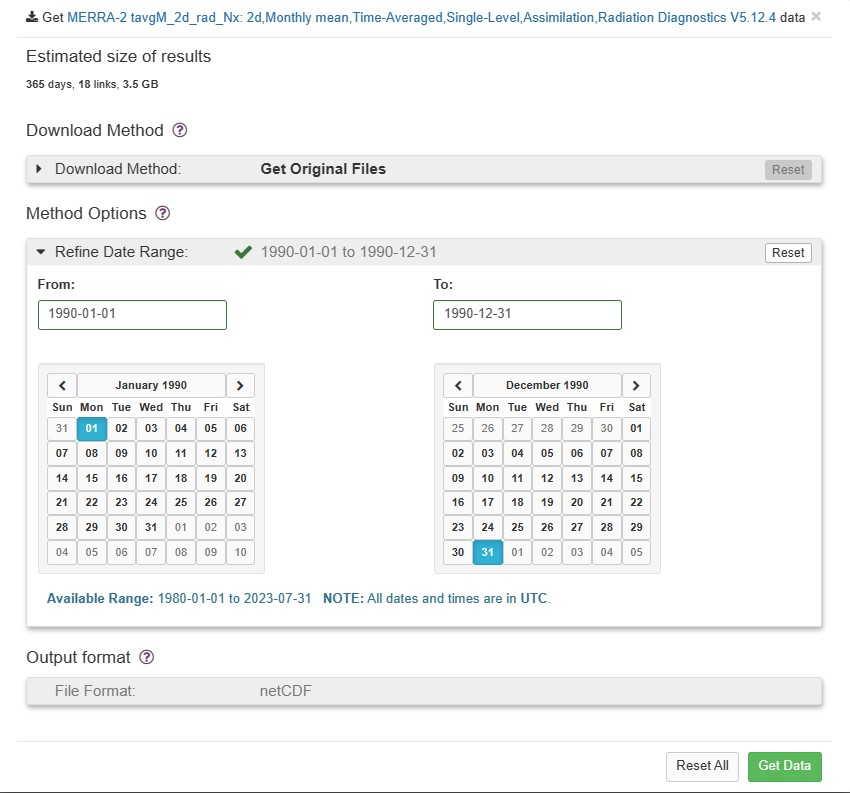 Get MERRA-2 tavgM_2d_rad_Nx: 2d,Monthly mean,Time-Averaged,Single-Level,Assimilation,Radiation Diagnostics V5.12.4 data ×
Estimated size of results
365 days, 18 links, 3.5 GB
Download Method ?
Download Method: Get Original Files Reset
Method Options ?
Refine Date Range: 1990-01-01 to 1990-12-31 Reset
From: To:
1990-01-01 1990-12-31
January 1990
Sun Mon Tue Wed Thu Fri Sat
31 01 02 03 04 05 06
07 08 09 10 11 12 13
14 15 16 17 18 19 20
21 22 23 24 25 26 27
28 29 30 31 01 02 03
04 05 06 07 08 09 10
December 1990
Sun Mon Tue Wed Thu Fri Sat
25 26 27 28 29 30 01
02 03 04 05 06 07 08
09 10 11 12 13 14 15
16 17 18 19 20 21 22
23 24 25 26 27 28 29
30 31 01 02 03 04 05
Available Range: 1980-01-01 to 2023-07-31 NOTE: All dates and times are in UTC.
Output format ?
File Format: netCDF
Reset All Get Data